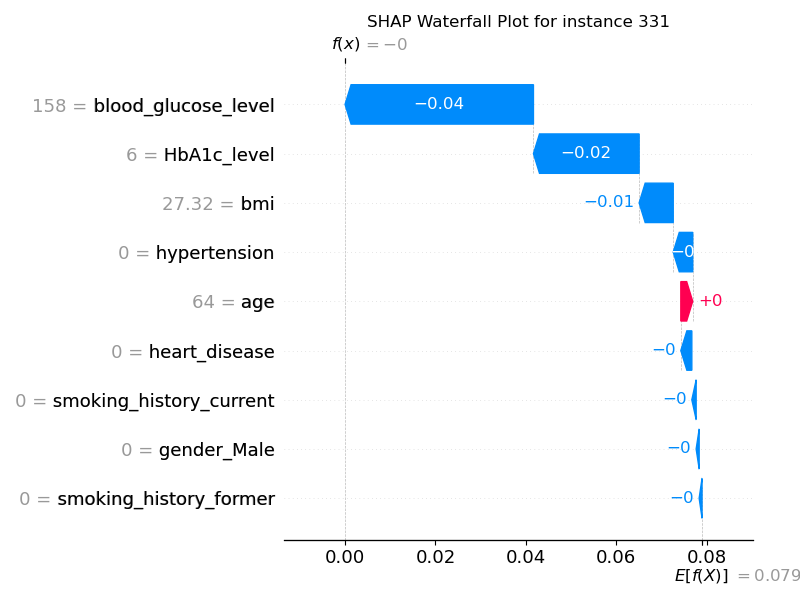 SHAP Waterfall Plot for instance 331
f(x) = −0
158 = blood_glucose_level −0.04
6 = HbA1c_level −0.02
27.32 = bmi −0.01
0 = hypertension −0
64 = age +0
0 = heart_disease −0
0 = smoking_history_current −0
0 = gender_Male −0
0 = smoking_history_former −0
0.00 0.02 0.04 0.06 0.08
E[f(X)] = 0.079